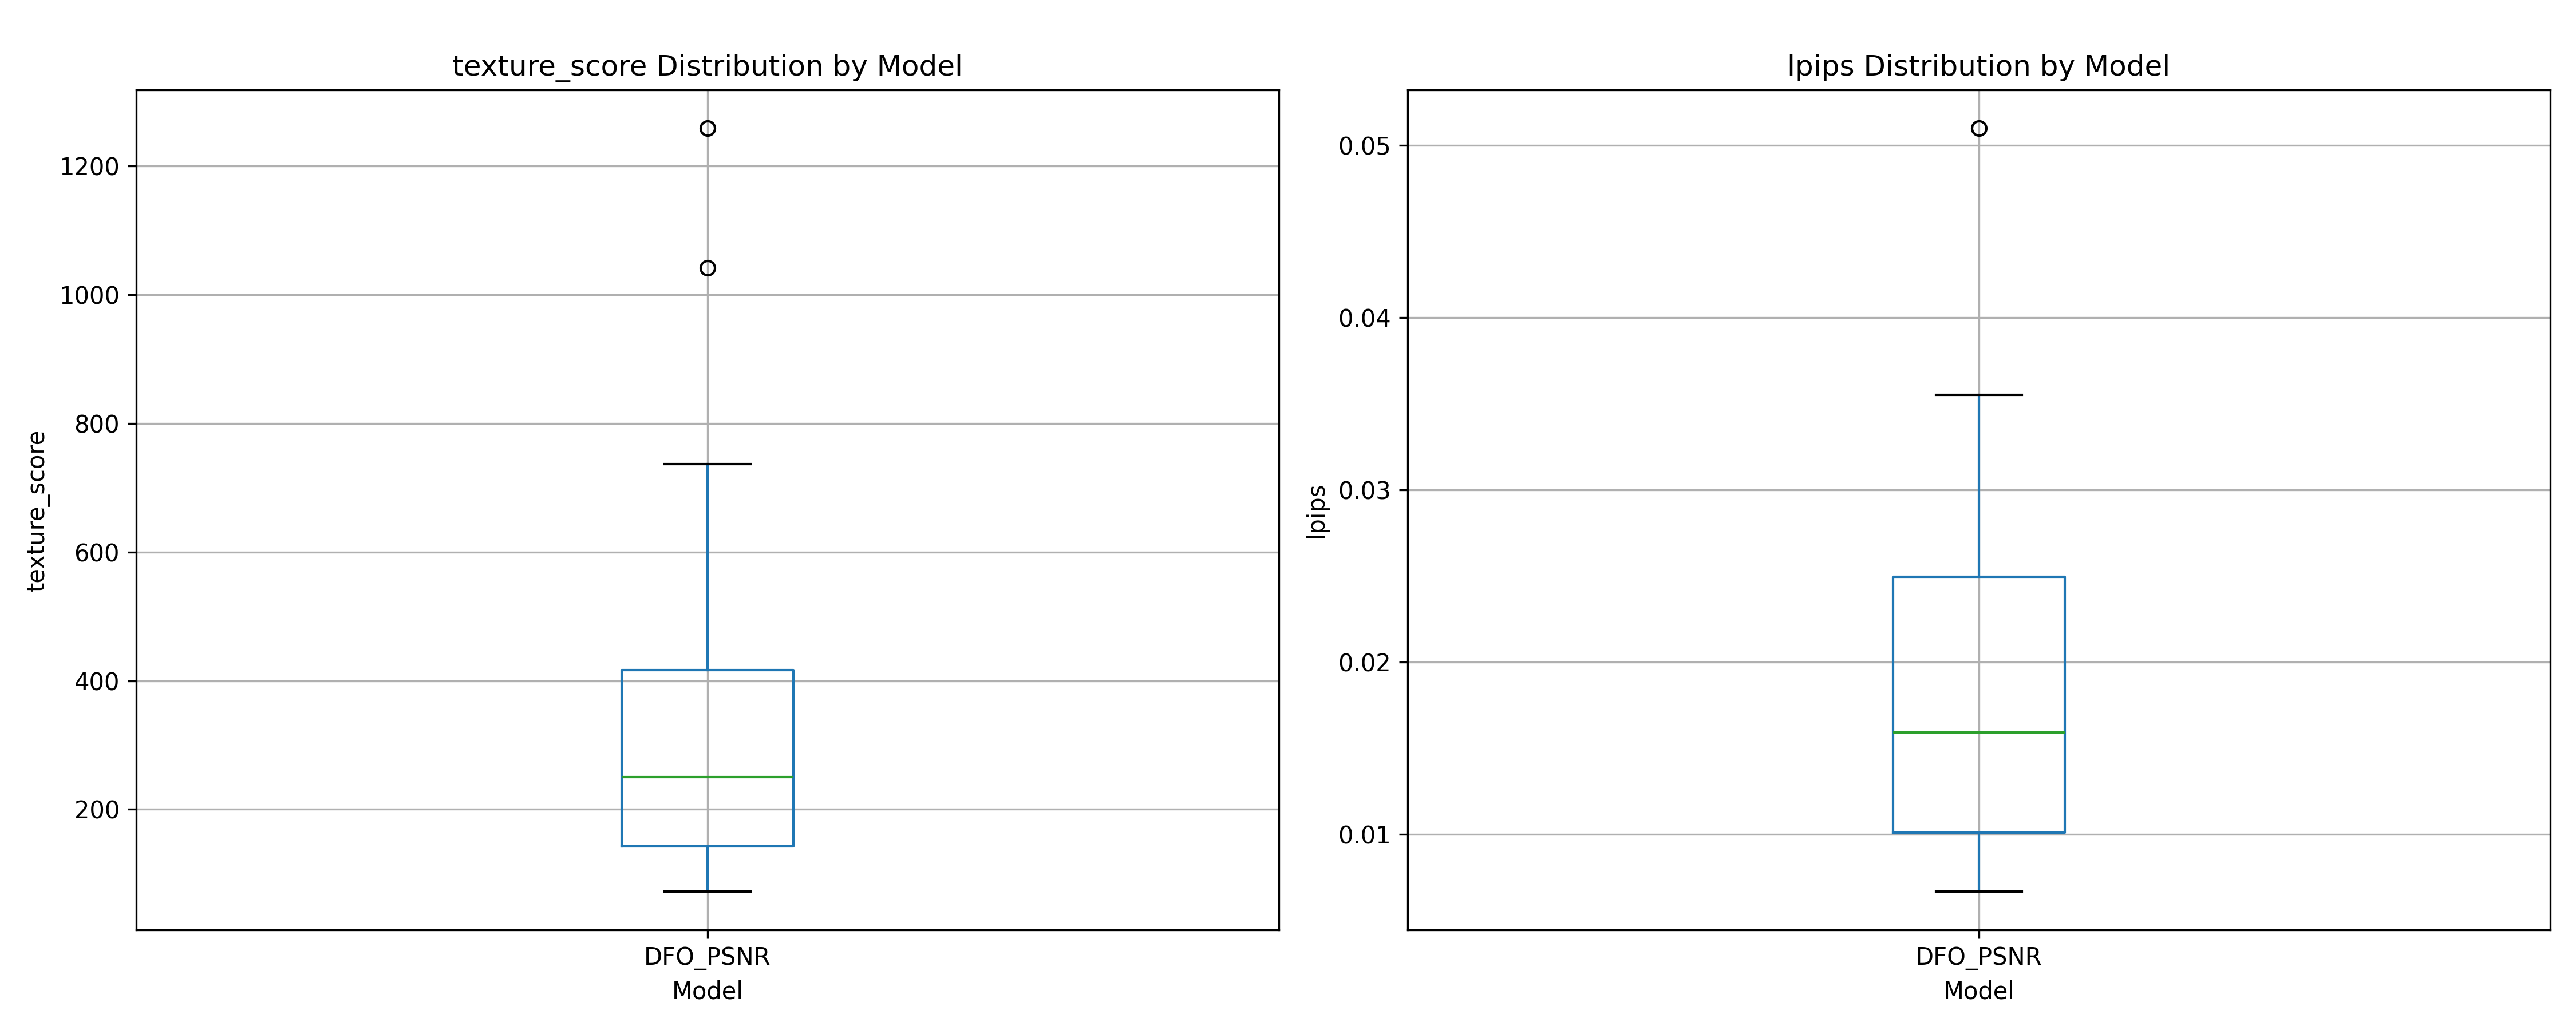 texture_score Distribution by Model
texture_score
1200
1000
800
600
400
200
DFO_PSNR
Model
lpips Distribution by Model
lpips
0.05
0.04
0.03
0.02
0.01
DFO_PSNR
Model